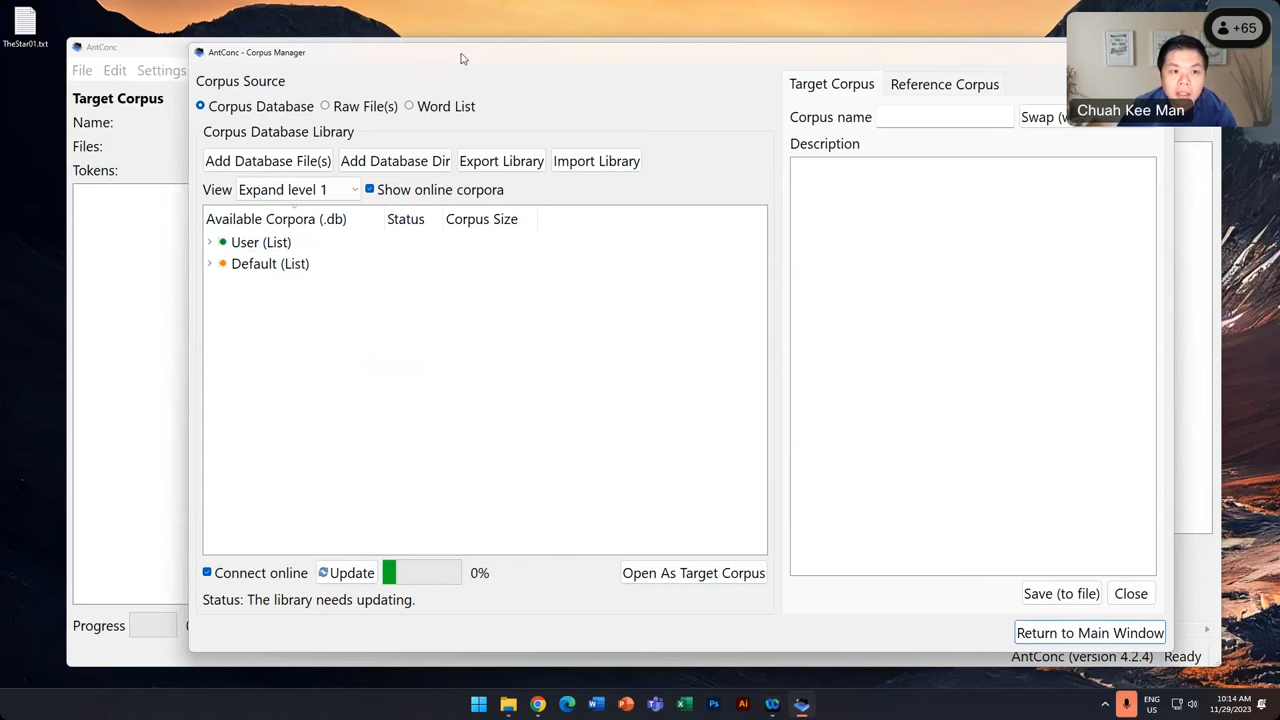 TheStar01.txt
AntConc
File Edit Settings
Target Corpus
Name:
Files:
Tokens:
Progress
AntConc - Corpus Manager
Corpus Source
Corpus Database Raw File(s) Word List
Corpus Database Library
Add Database File(s) Add Database Dir Export Library Import Library
View Expand level 1 Show online corpora
Available Corpora (.db) Status Corpus Size
User (List)
Default (List)
Connect online Update 0% Open As Target Corpus
Status: The library needs updating.
Target Corpus Reference Corpus
Corpus name Swap (w
Description
Save (to file) Close
Return to Main Window
AntConc (version 4.2.4) Ready
+65
Chuah Kee Man
ENG
US
10:14 AM
11/29/2023